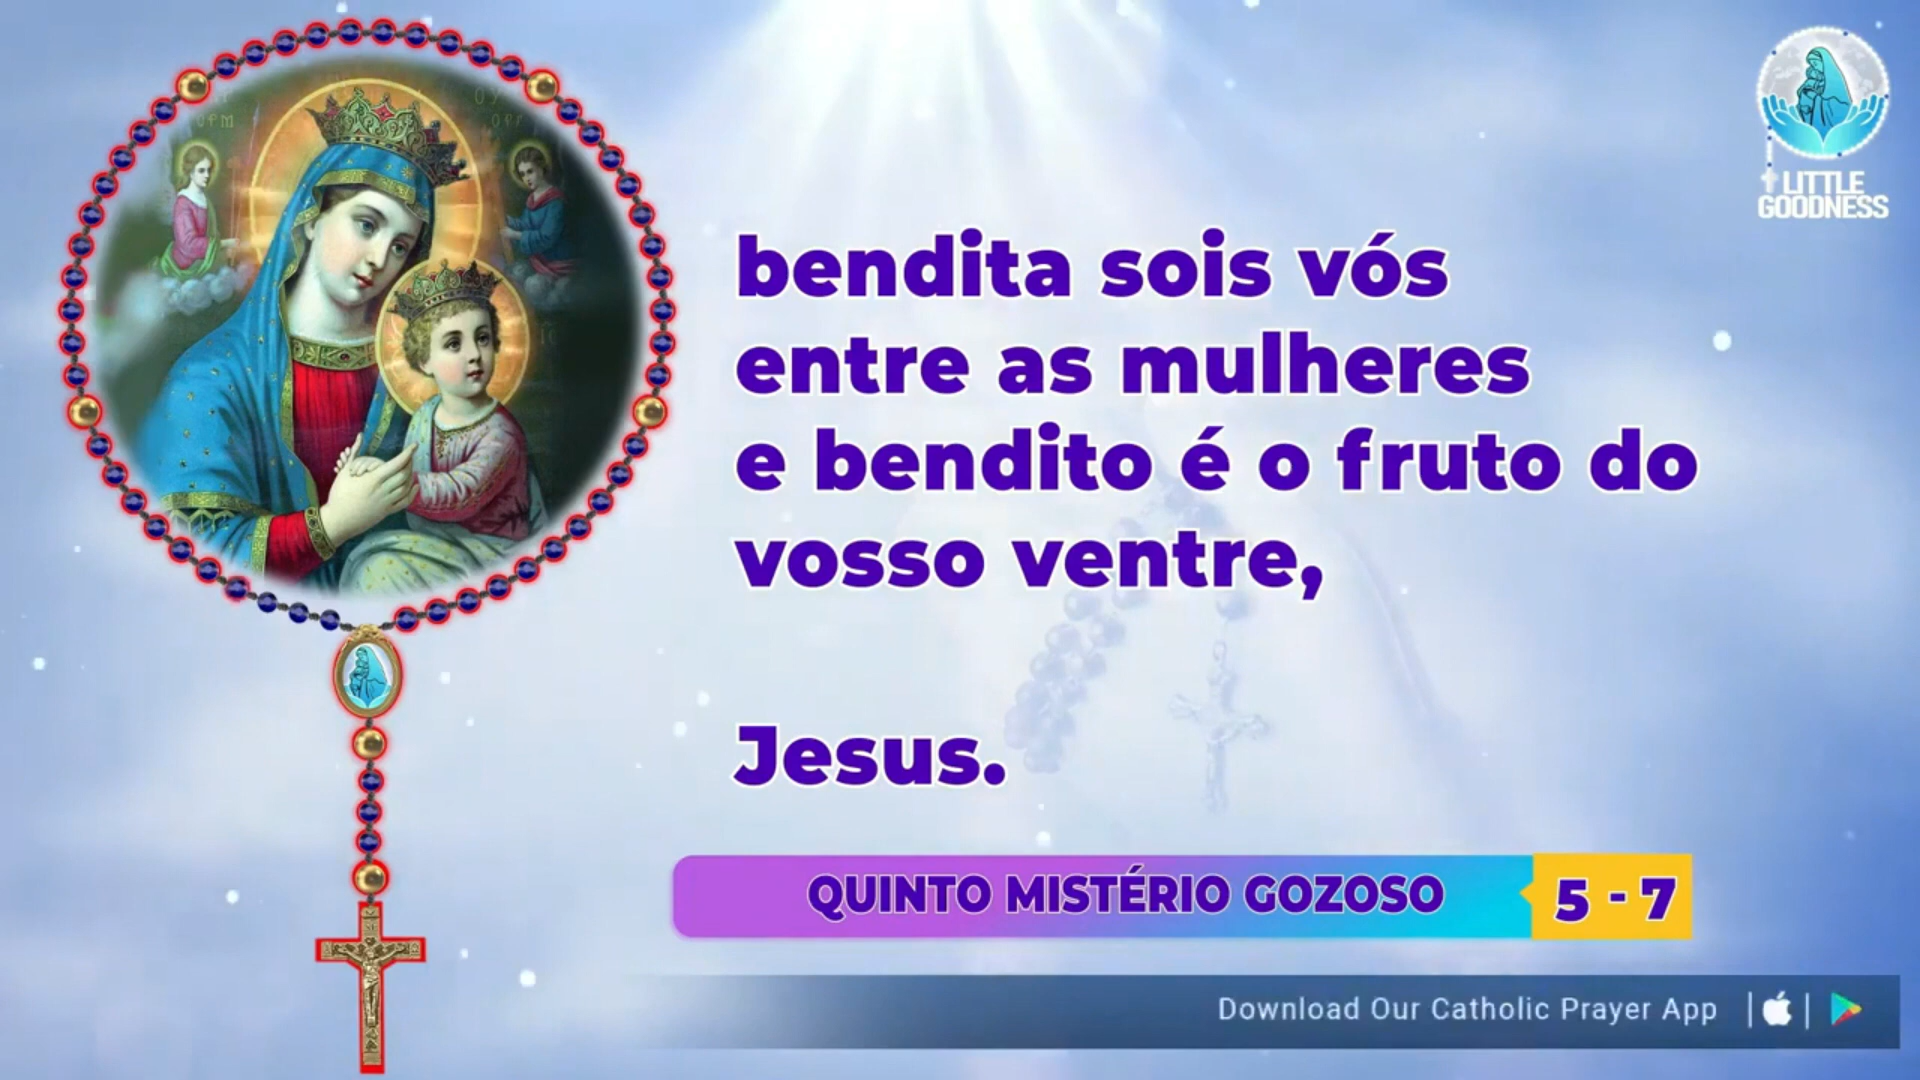 LITTLE
GOODNESS
bendita sois vós
entre as mulheres
e bendito é o fruto do
vosso ventre,
Jesus.
QUINTO MISTÉRIO GOZOSO
5 - 7
Download Our Catholic Prayer App